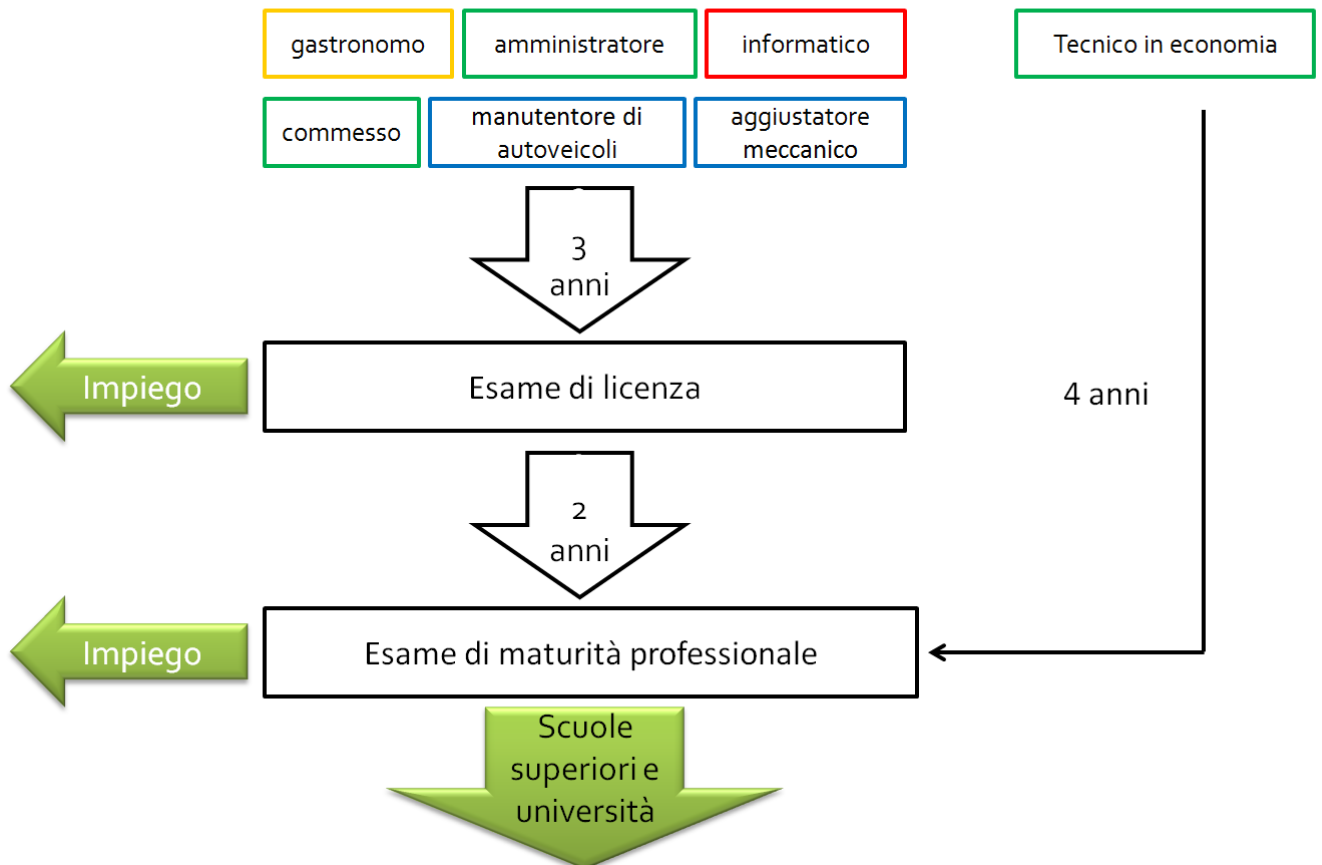 gastronomo
amministratore
informatico
Tecnico in economia
commesso
manutentore di
autoveicoli
aggiustatore
meccanico
3
anni
Impiego
Esame di licenza
4 anni
2
anni
Impiego
Esame di maturità professionale
Scuole
superiori e
università